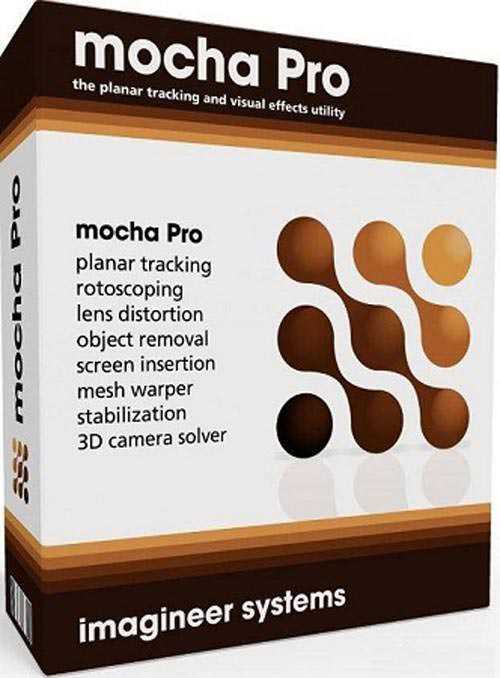 mocha Pro
the planar tracking and visual effects utility
mocha Pro
mocha Pro
planar tracking
rotoscoping
lens distortion
object removal
screen insertion
mesh warper
stabilization
3D camera solver
imagineer systems